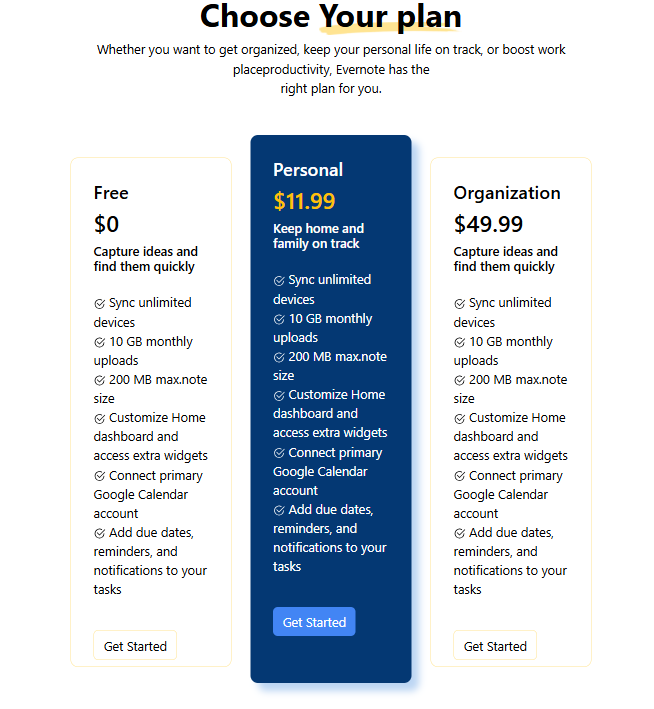 Choose Your plan
Whether you want to get organized, keep your personal life on track, or boost work
placeproductivity, Evernote has the
right plan for you.
Free
$0
Capture ideas and
find them quickly
Sync unlimited
devices
10 GB monthly
uploads
200 MB max.note
size
Customize Home
dashboard and
access extra widgets
Connect primary
Google Calendar
account
Add due dates,
reminders, and
notifications to your
tasks
Get Started
Personal
$11.99
Keep home and
family on track
Sync unlimited
devices
10 GB monthly
uploads
200 MB max.note
size
Customize Home
dashboard and
access extra widgets
Connect primary
Google Calendar
account
Add due dates,
reminders, and
notifications to your
tasks
Get Started
Organization
$49.99
Capture ideas and
find them quickly
Sync unlimited
devices
10 GB monthly
uploads
200 MB max.note
size
Customize Home
dashboard and
access extra widgets
Connect primary
Google Calendar
account
Add due dates,
reminders, and
notifications to your
tasks
Get Started